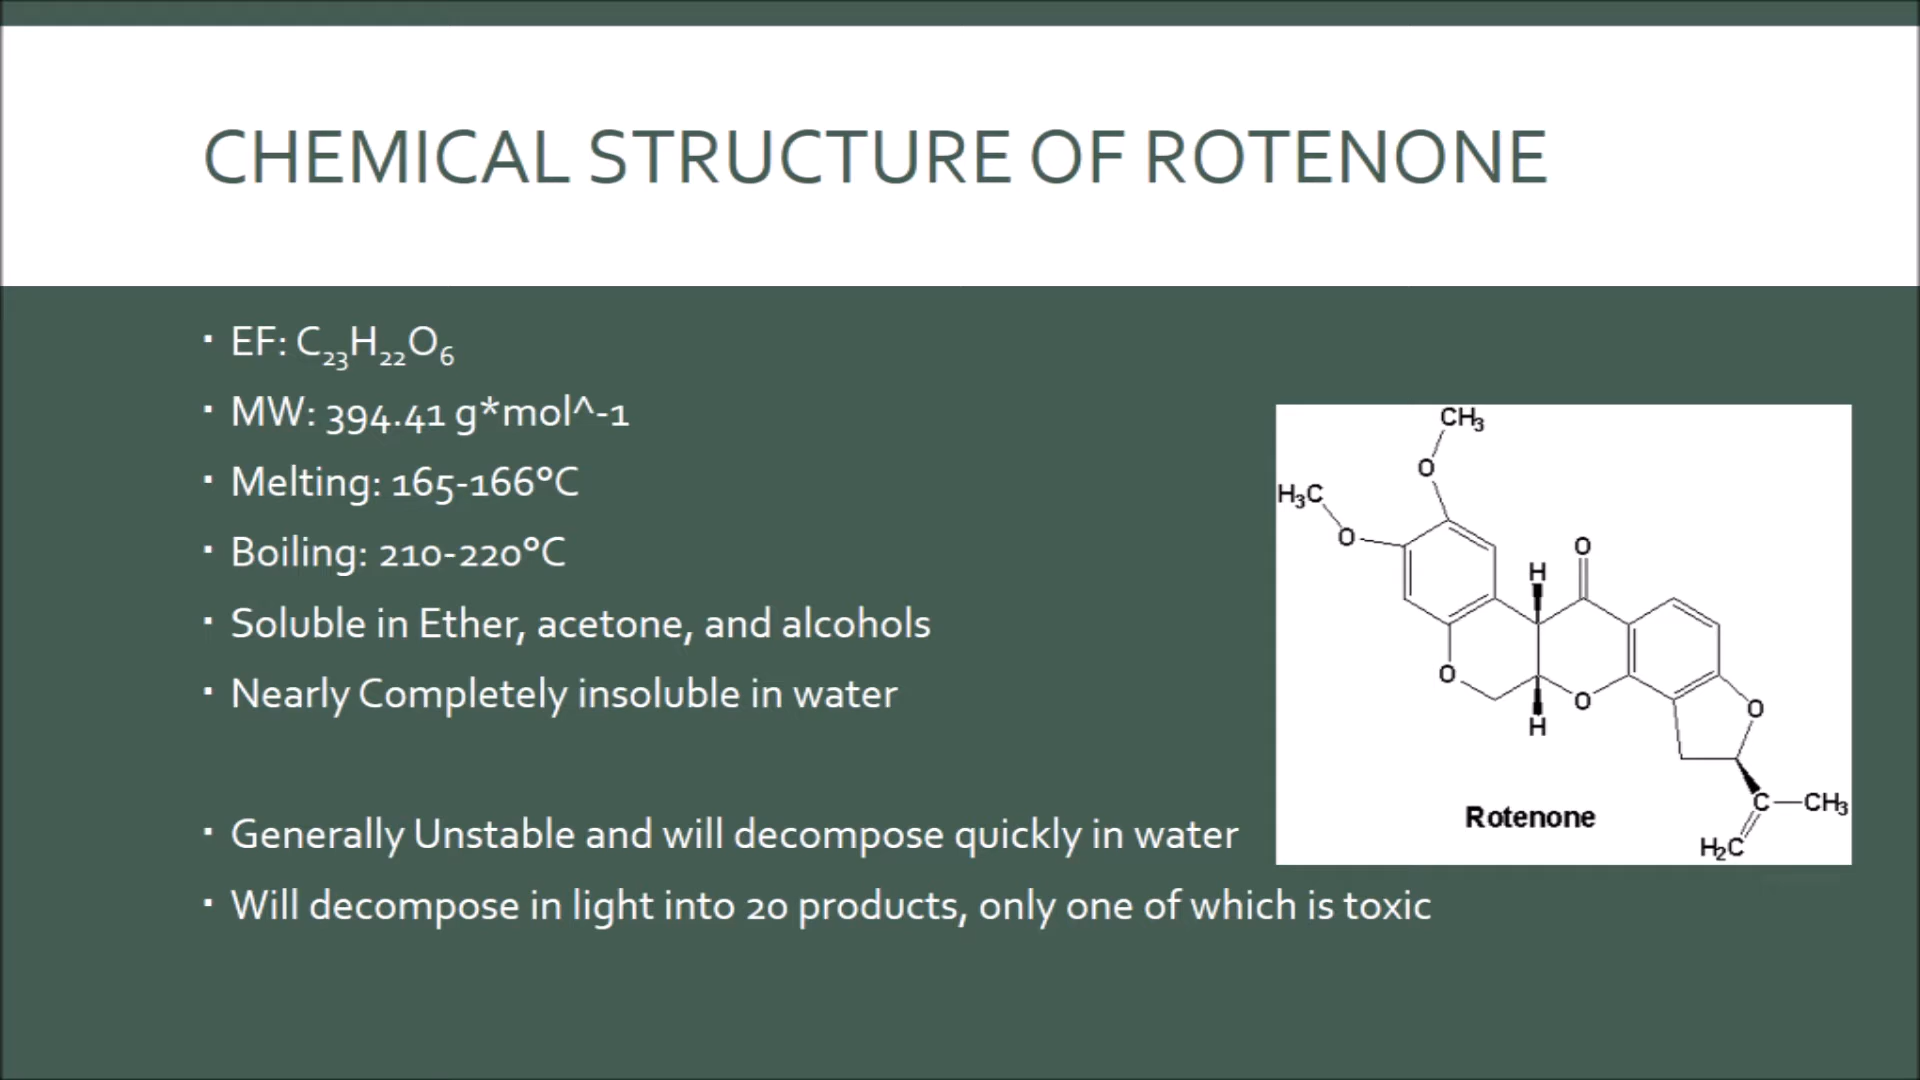 CHEMICAL STRUCTURE OF ROTENONE
▪ EF: C₂₃H₂₂O₆
▪ MW: 394.41 g*mol^-1
▪ Melting: 165-166°C
▪ Boiling: 210-220°C
▪ Soluble in Ether, acetone, and alcohols
▪ Nearly Completely insoluble in water
▪ Generally Unstable and will decompose quickly in water
▪ Will decompose in light into 20 products, only one of which is toxic
CH₃
O
H₃C
O
O
H
O
O
H
O
C—CH₃
H₂C
Rotenone